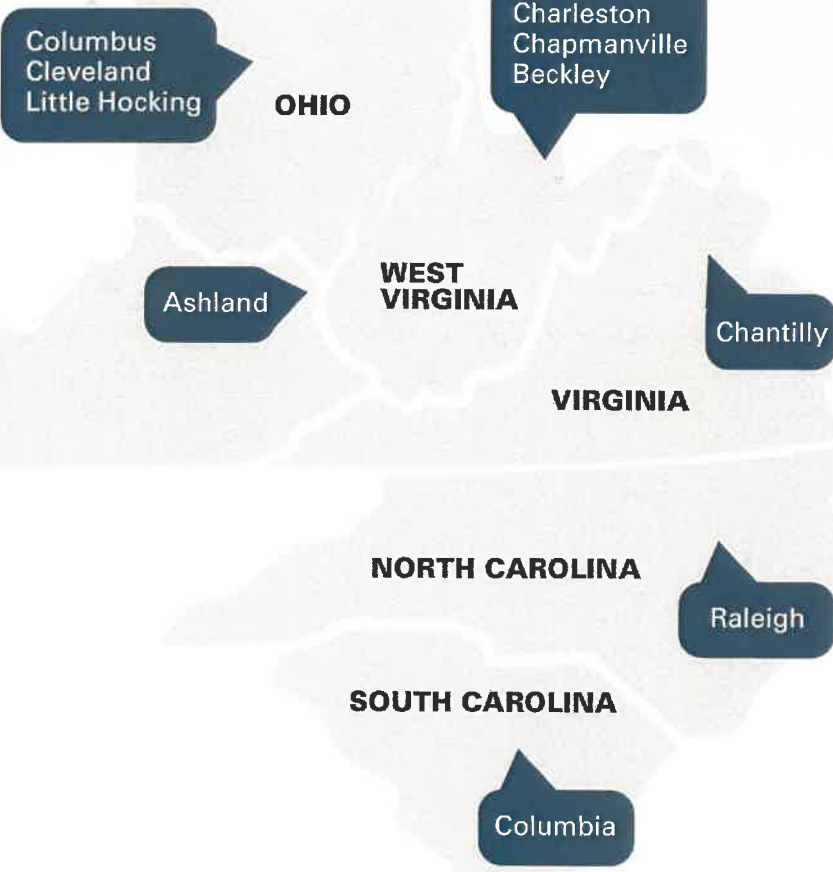 Columbus
Cleveland
Little Hocking
OHIO
Charleston
Chapmanville
Beckley
Ashland
WEST
VIRGINIA
Chantilly
VIRGINIA
NORTH CAROLINA
Raleigh
SOUTH CAROLINA
Columbia